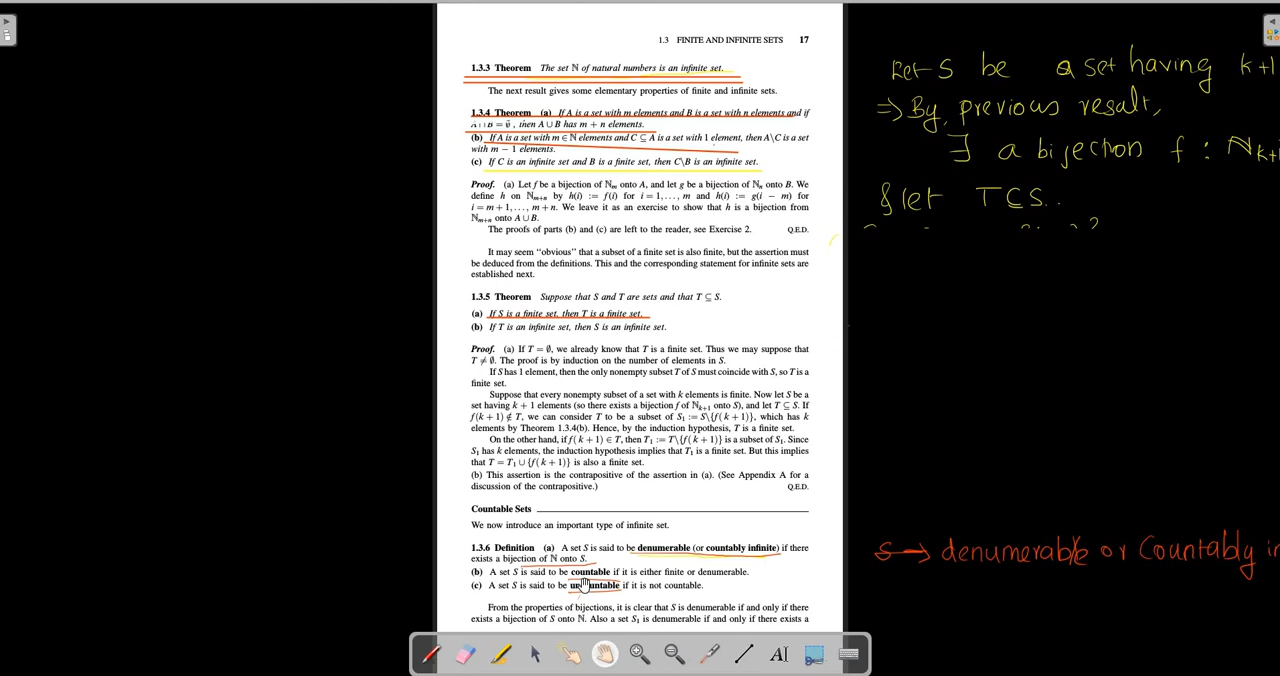 1.3 FINITE AND INFINITE SETS 17
1.3.3 Theorem The set ℕ of natural numbers is an infinite set.
The next result gives some elementary properties of finite and infinite sets.
1.3.4 Theorem (a) If A is a set with m elements and B is a set with n elements and if
A ∩ B = ∅, then A ∪ B has m + n elements.
(b) If A is a set with m ∈ ℕ elements and C ⊆ A is a set with 1 element, then A\C is a set
with m − 1 elements.
(c) If C is an infinite set and B is a finite set, then C\B is an infinite set.
Proof. (a) Let f be a bijection of ℕm onto A, and let g be a bijection of ℕn onto B. We
define h on ℕm+n by h(i) := f(i) for i = 1, . . . , m and h(i) := g(i − m) for
i = m + 1, . . . , m + n. We leave it as an exercise to show that h is a bijection from
ℕm+n onto A ∪ B.
The proofs of parts (b) and (c) are left to the reader, see Exercise 2. Q.E.D.
It may seem “obvious” that a subset of a finite set is also finite, but the assertion must
be deduced from the definitions. This and the corresponding statement for infinite sets are
established next.
1.3.5 Theorem Suppose that S and T are sets and that T ⊆ S.
(a) If S is a finite set, then T is a finite set.
(b) If T is an infinite set, then S is an infinite set.
Proof. (a) If T = ∅, we already know that T is a finite set. Thus we may suppose that
T ≠ ∅. The proof is by induction on the number of elements in S.
If S has 1 element, then the only nonempty subset T of S must coincide with S, so T is a
finite set.
Suppose that every nonempty subset of a set with k elements is finite. Now let S be a
set having k + 1 elements (so there exists a bijection f of ℕk+1 onto S), and let T ⊆ S. If
f(k + 1) ∉ T, we can consider T to be a subset of S1 := S\{f(k + 1)}, which has k
elements by Theorem 1.3.4(b). Hence, by the induction hypothesis, T is a finite set.
On the other hand, if f(k + 1) ∈ T, then T1 := T\{f(k + 1)} is a subset of S1. Since
S1 has k elements, the induction hypothesis implies that T1 is a finite set. But this implies
that T = T1 ∪ {f(k + 1)} is also a finite set.
(b) This assertion is the contrapositive of the assertion in (a). (See Appendix A for a
discussion of the contrapositive.) Q.E.D.
Countable Sets
We now introduce an important type of infinite set.
1.3.6 Definition (a) A set S is said to be denumerable (or countably infinite) if there
exists a bijection of ℕ onto S.
(b) A set S is said to be countable if it is either finite or denumerable.
(c) A set S is said to be uncountable if it is not countable.
From the properties of bijections, it is clear that S is denumerable if and only if there
exists a bijection of S onto ℕ. Also a set S1 is denumerable if and only if there exists a
Let S be a set having k+1
⇒ By previous result,
∃ a bijection f : ℕk+1
& let T ⊆ S.
S → denumerable or Countably in